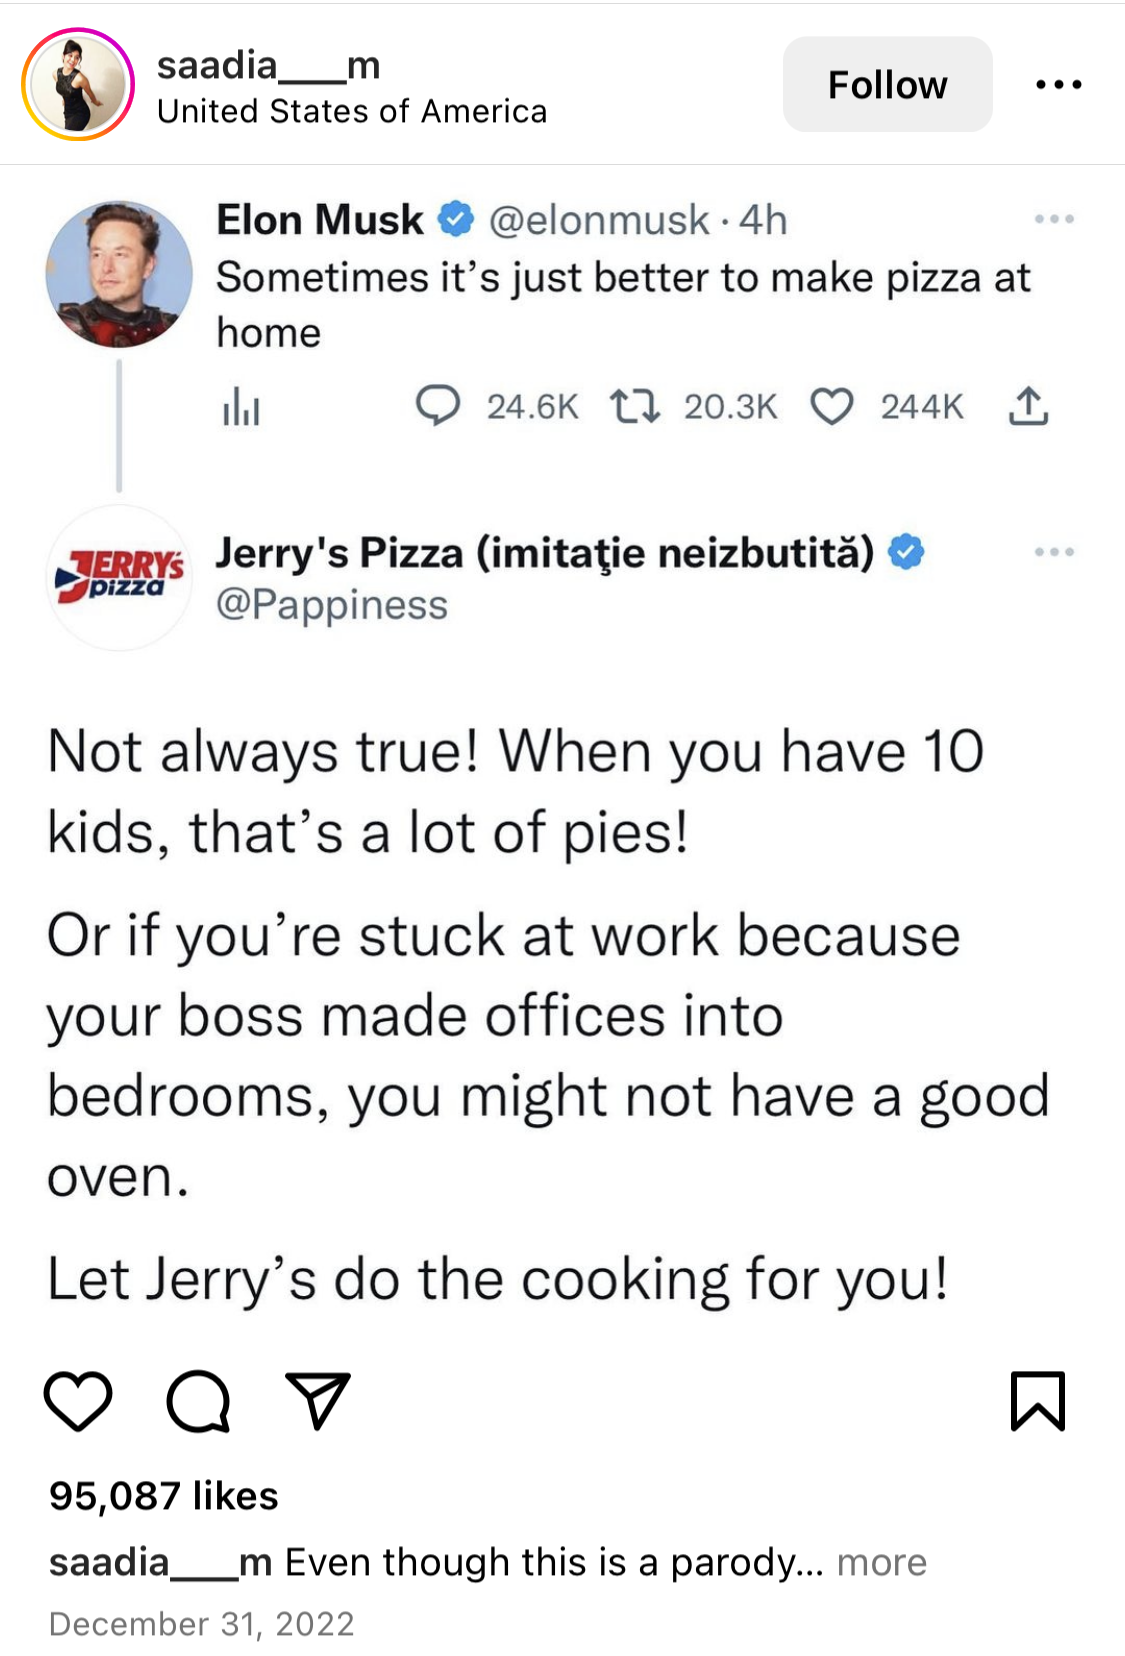 saadia___m
United States of America
Follow
Elon Musk @elonmusk · 4h
Sometimes it’s just better to make pizza at
home
24.6K 20.3K 244K
JERRY'S
pizza
Jerry's Pizza (imitaţie neizbutită)
@Pappiness
Not always true! When you have 10
kids, that’s a lot of pies!
Or if you’re stuck at work because
your boss made offices into
bedrooms, you might not have a good
oven.
Let Jerry’s do the cooking for you!
95,087 likes
saadia___m Even though this is a parody... more
December 31, 2022